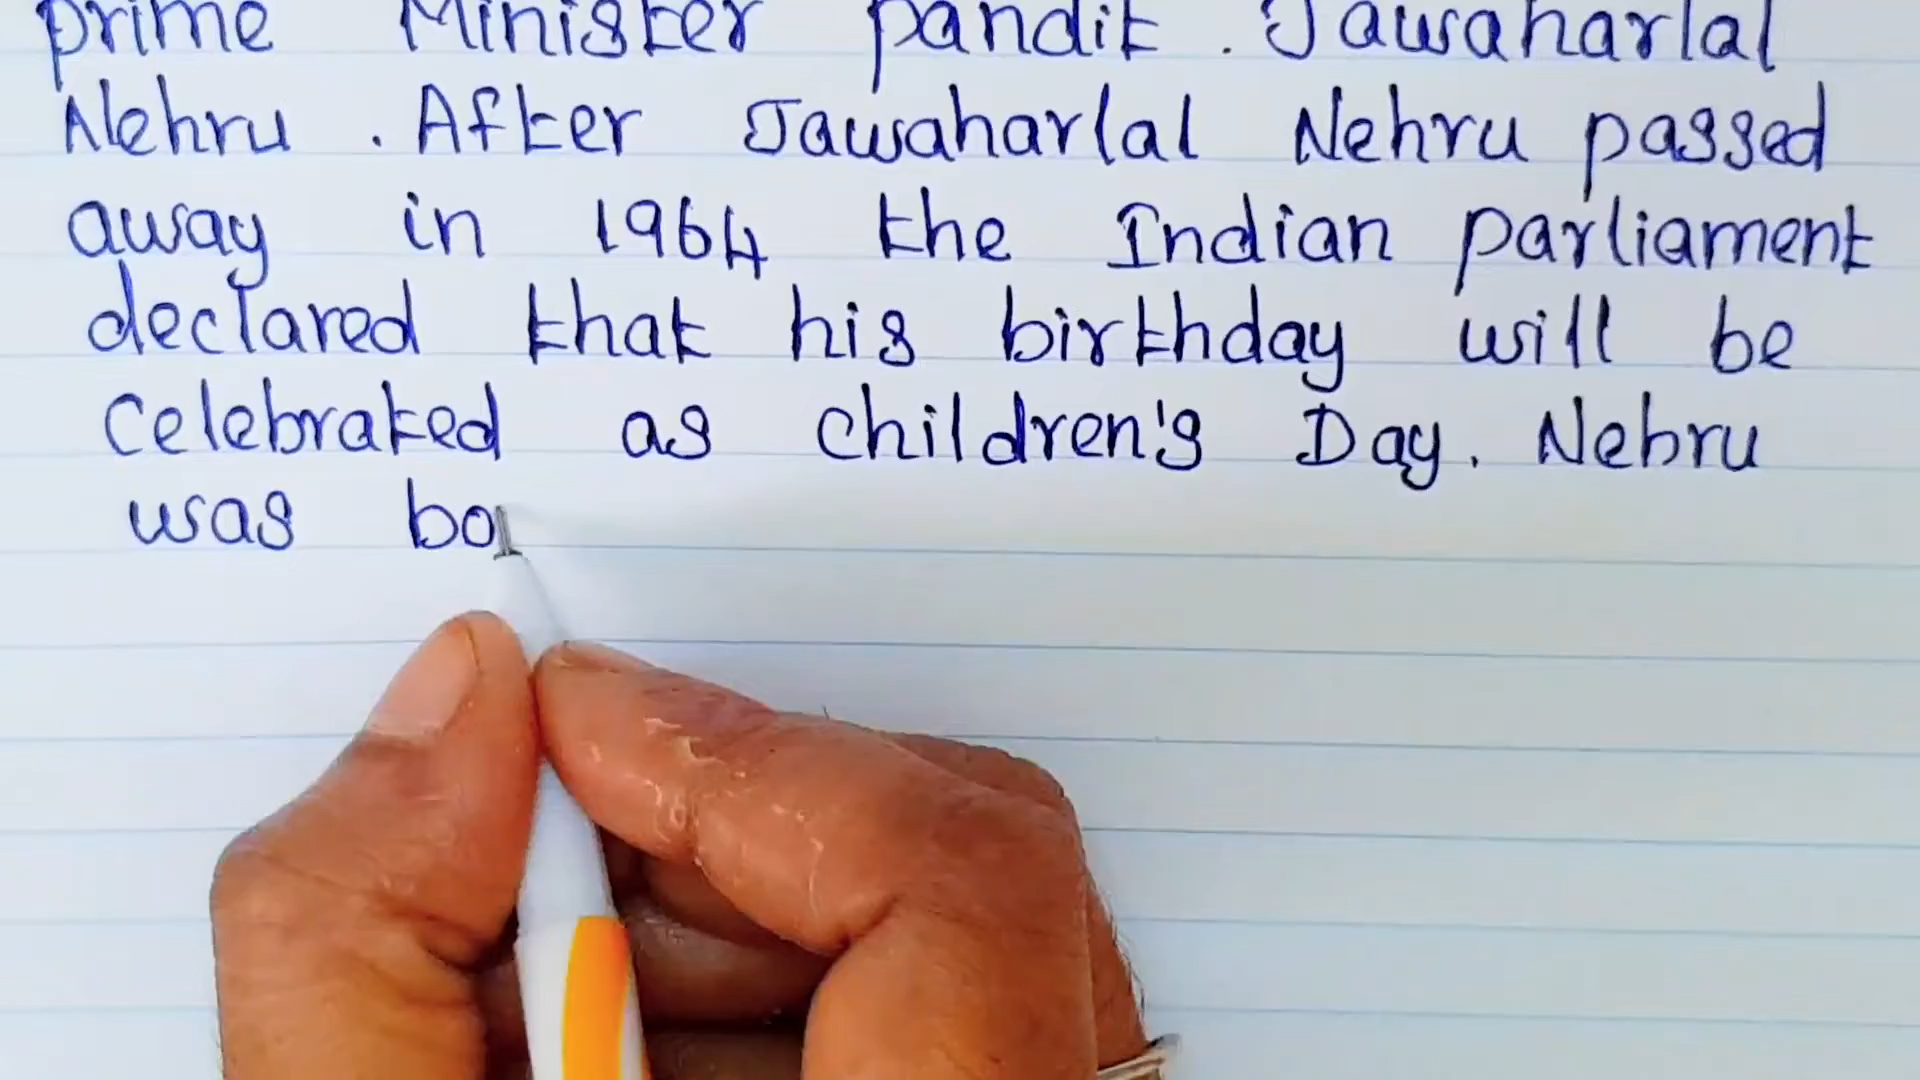 prime Minister pandit . Jawaharlal
Nehru . After Jawaharlal Nehru passed
away in 1964 the Indian parliament
declared that his birthday will be
Celebrated as children's Day. Nehru
was bo